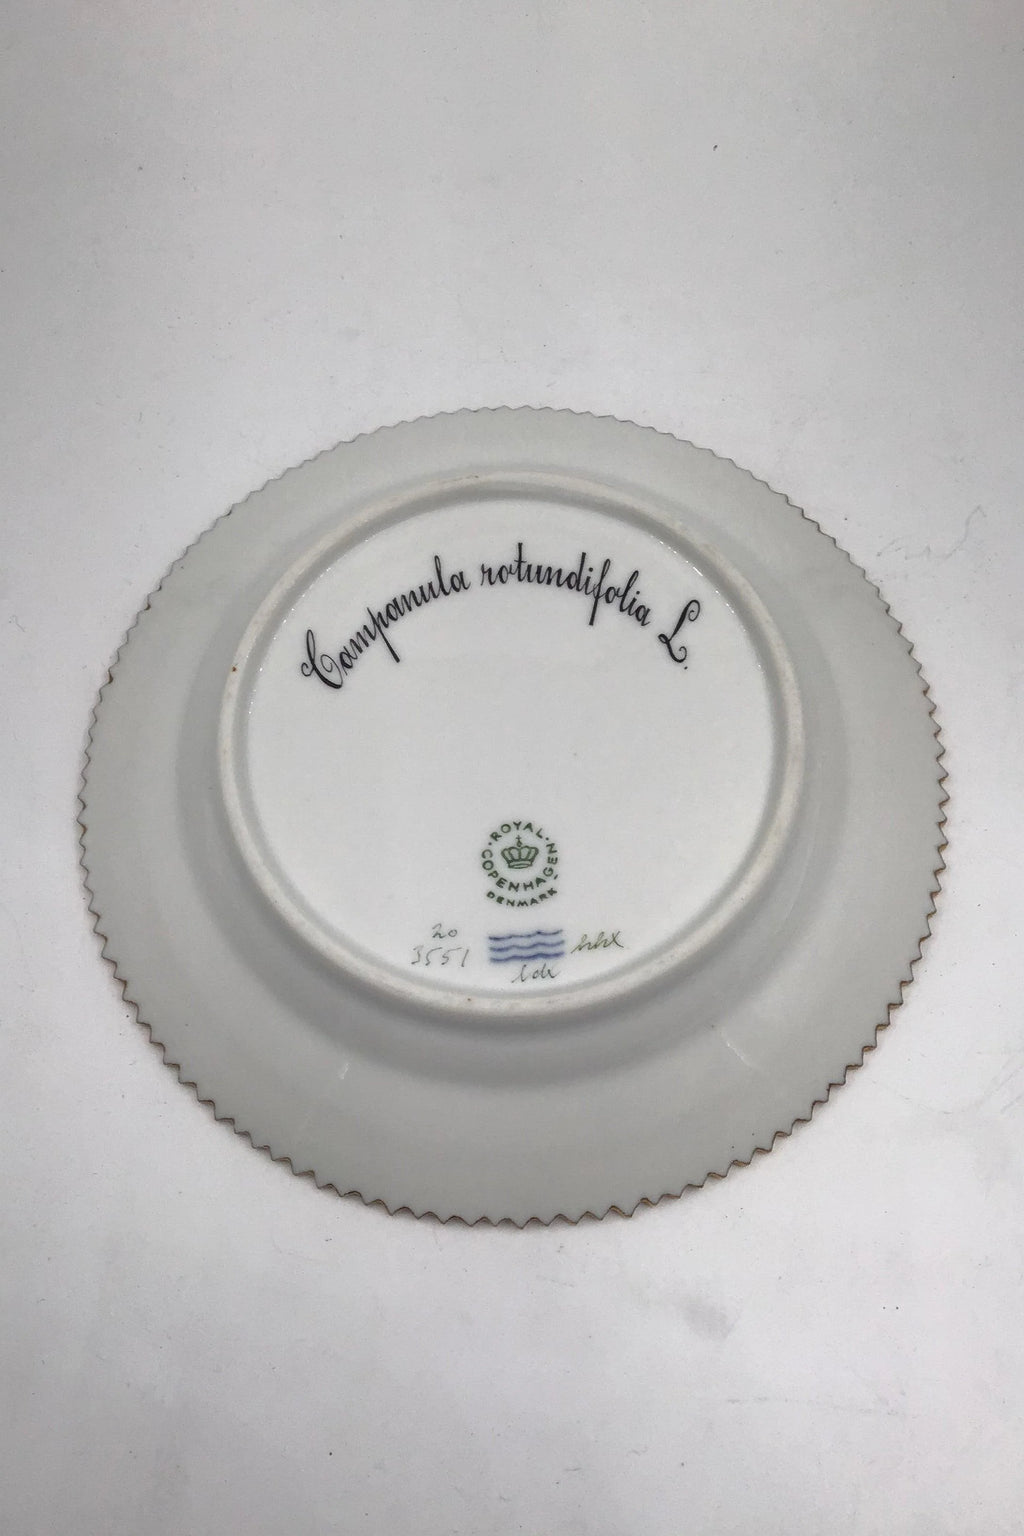 Campanula rotundifolia L.
ROYAL COPENHAGEN
DENMARK
20
3551